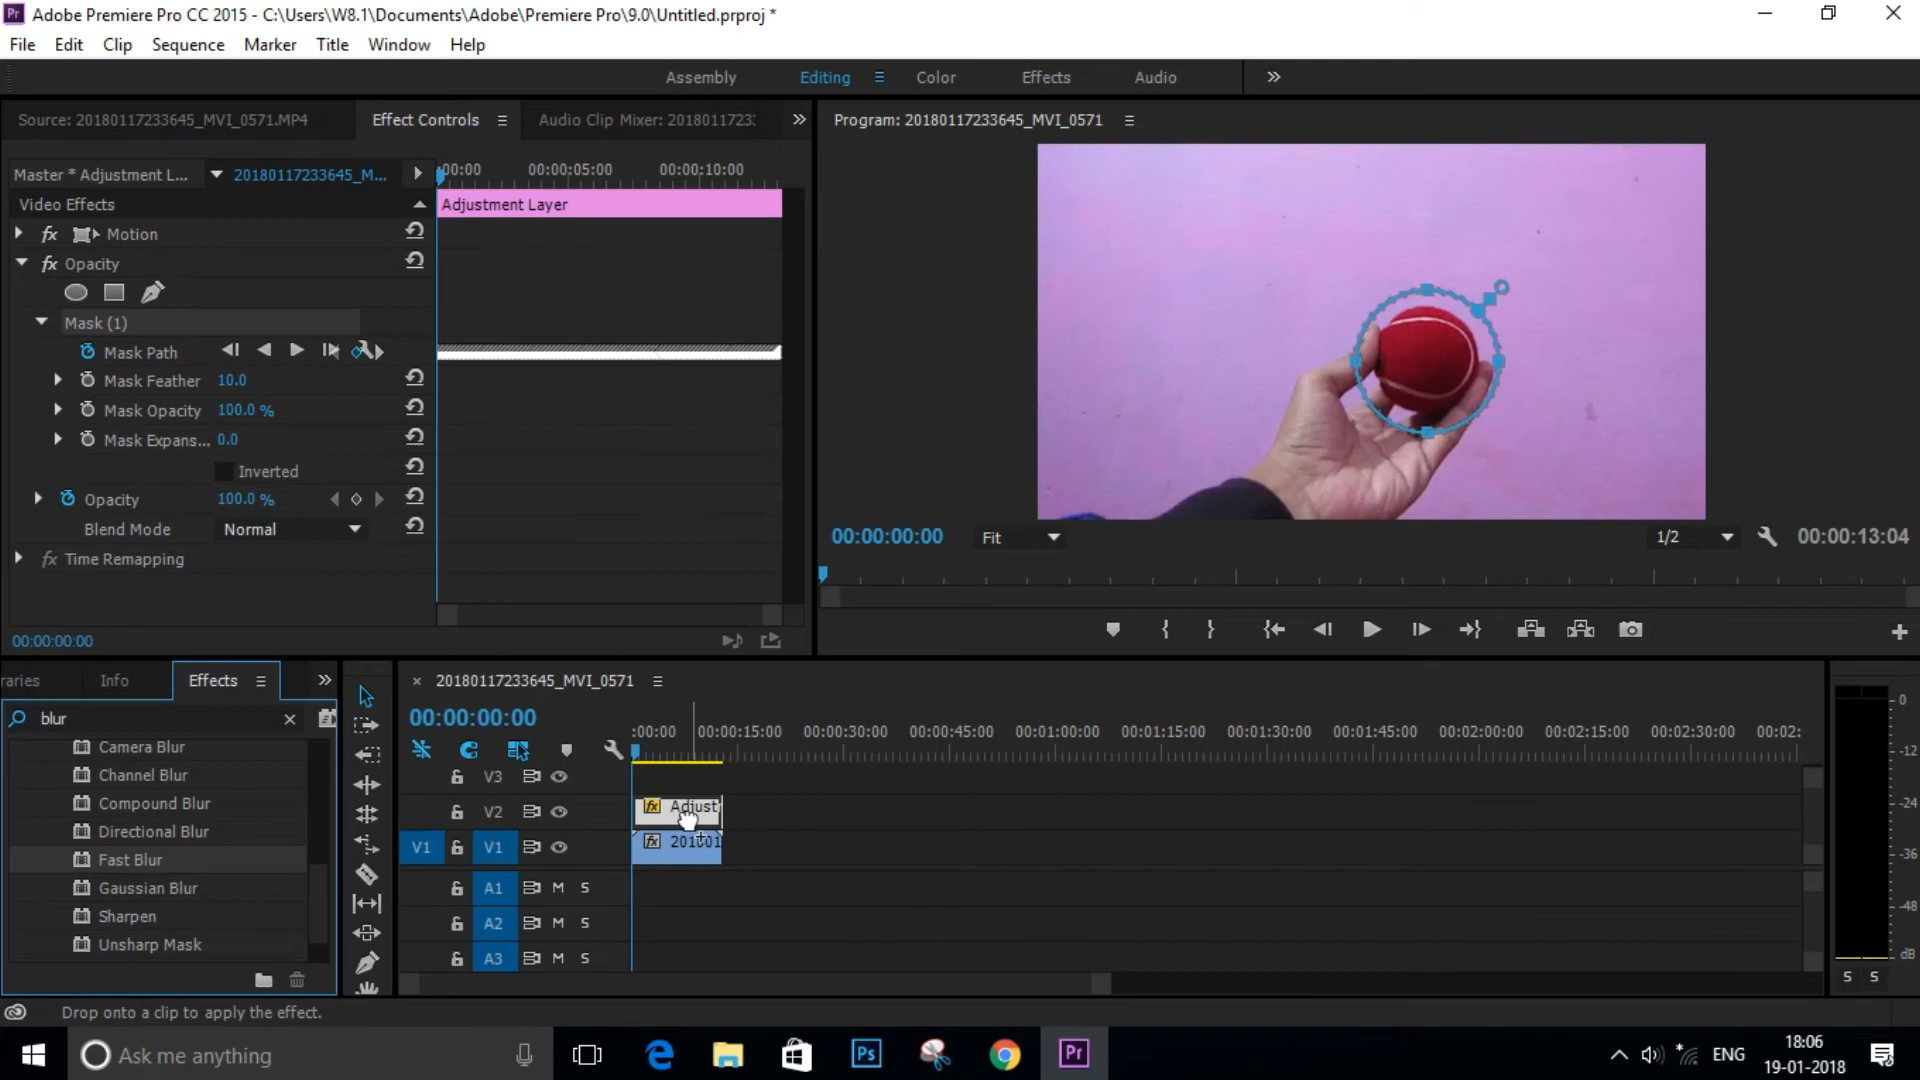 Adobe Premiere Pro CC 2015 - C:\Users\W8.1\Documents\Adobe\Premiere Pro\9.0\Untitled.prproj *
File Edit Clip Sequence Marker Title Window Help
Assembly Editing Color Effects Audio
Source: 20180117233645_MVI_0571.MP4 Effect Controls Audio Clip Mixer: 2018011723:
Program: 20180117233645_MVI_0571
Master * Adjustment L... 20180117233645_M...
:00:00 00:00:05:00 00:00:10:00
Video Effects
Adjustment Layer
fx Motion
fx Opacity
Mask (1)
Mask Path
Mask Feather 10.0
Mask Opacity 100.0 %
Mask Expans... 0.0
Inverted
Opacity 100.0 %
Blend Mode Normal
fx Time Remapping
00:00:00:00
00:00:00:00 Fit 1/2 00:00:13:04
raries Info Effects
blur
Camera Blur
Channel Blur
Compound Blur
Directional Blur
Fast Blur
Gaussian Blur
Sharpen
Unsharp Mask
× 20180117233645_MVI_0571
00:00:00:00
:00:00 00:00:15:00 00:00:30:00 00:00:45:00 00:01:00:00 00:01:15:00 00:01:30:00 00:01:45:00 00:02:00:00 00:02:15:00 00:02:30:00 00:02:
V3
V2 fx Adjust
V1 V1 fx 201801
A1 M S
A2 M S
A3 M S
0
-12
-24
-36
-48
dB
S S
Drop onto a clip to apply the effect.
Ask me anything
Ps
Pr
ENG
18:06
19-01-2018